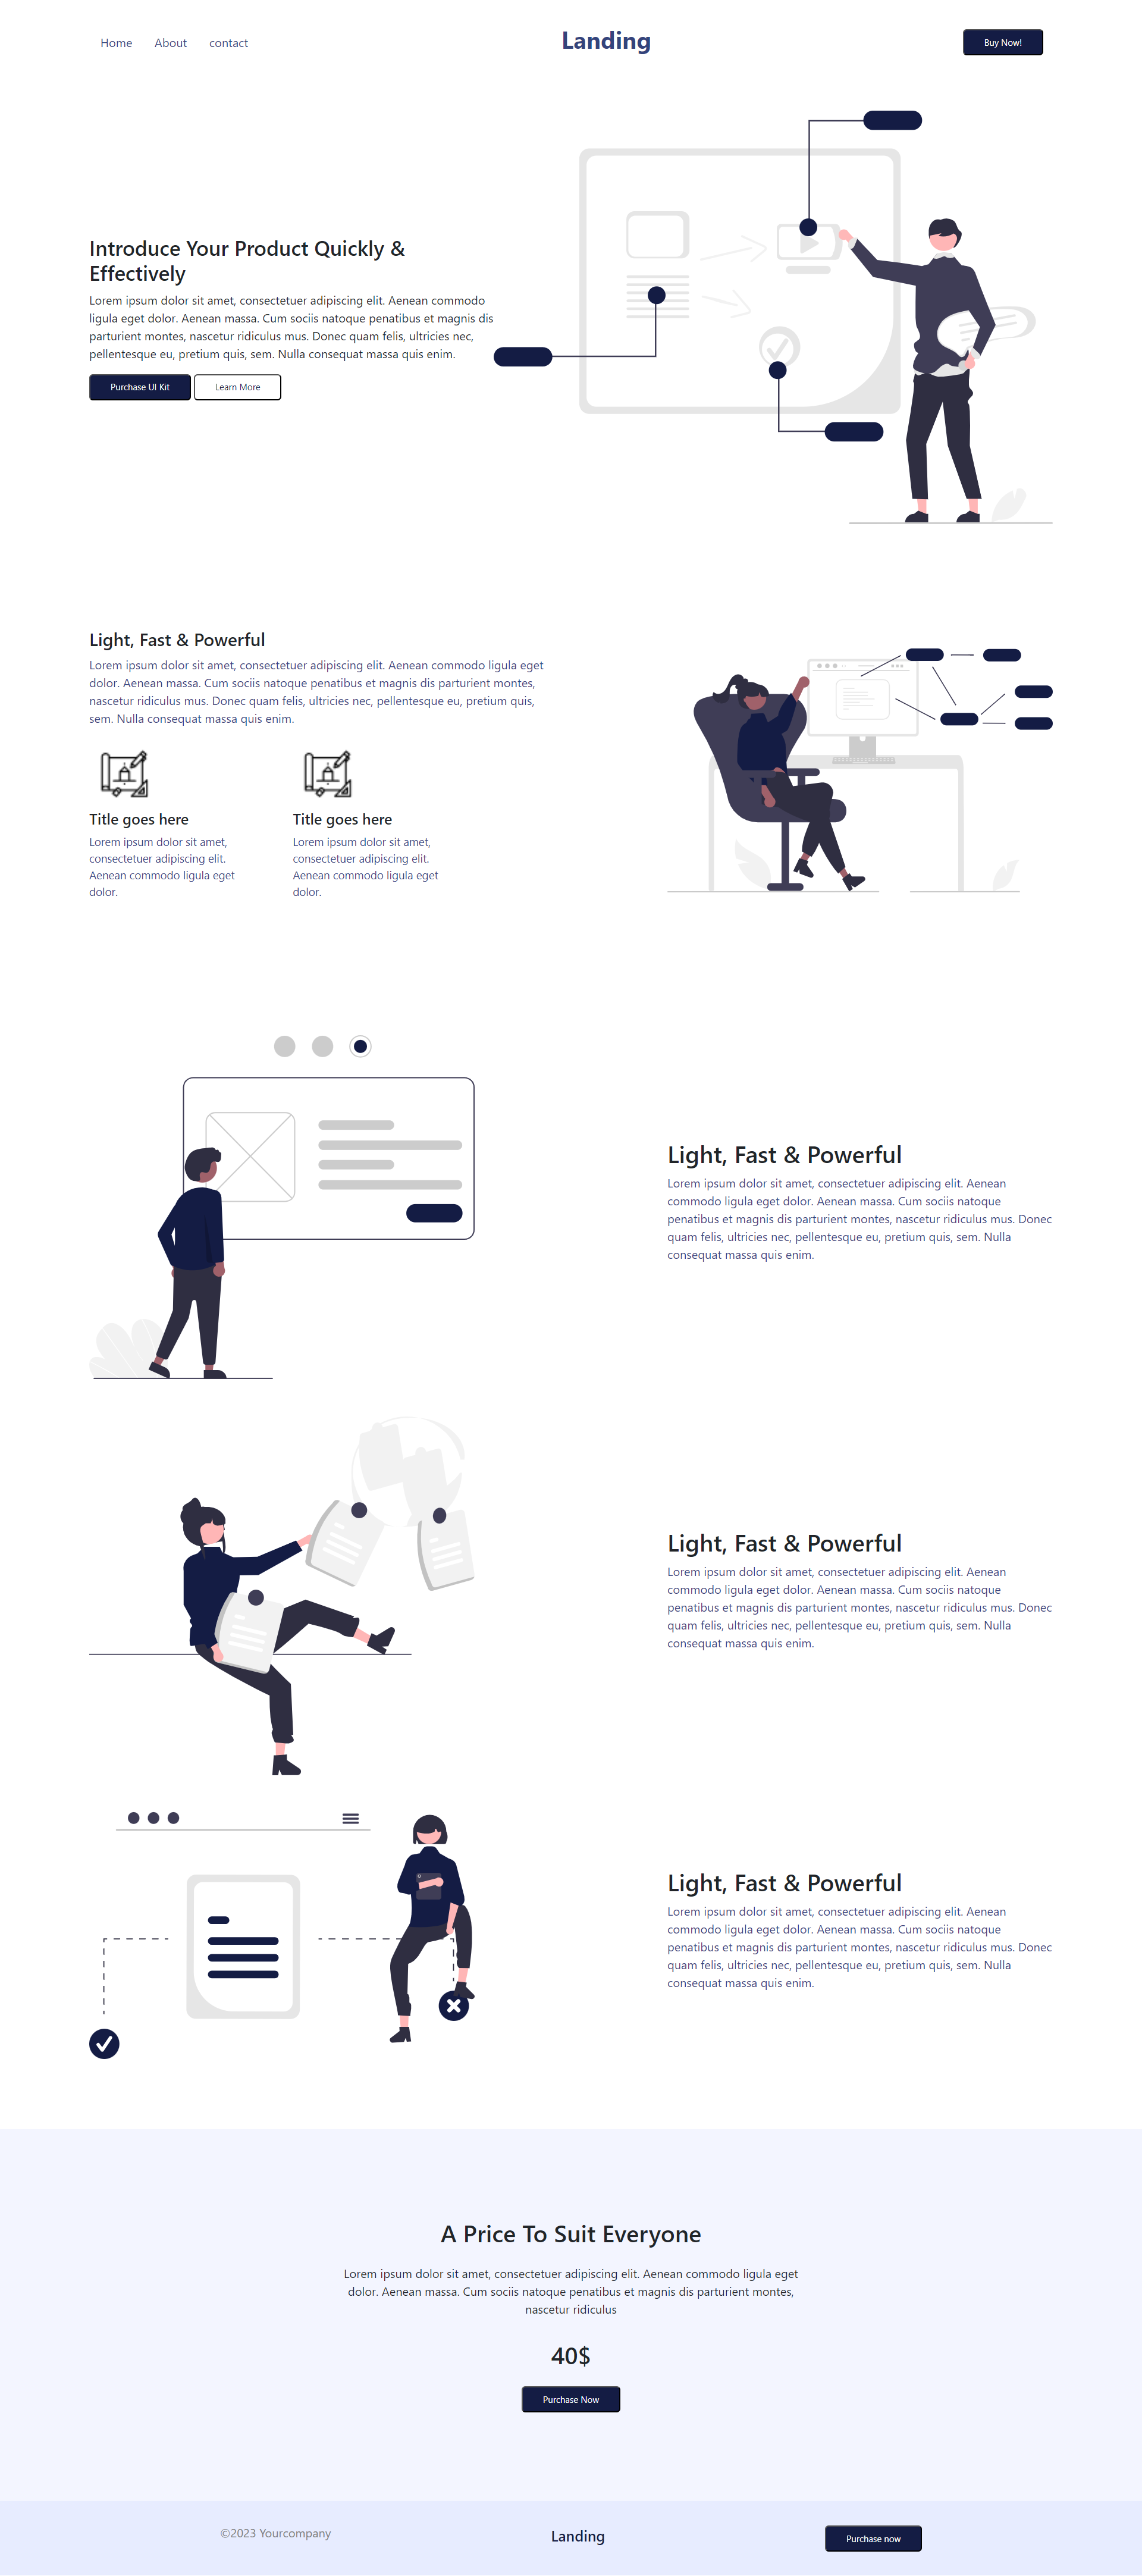 Home About contact
Landing
Buy Now!
Introduce Your Product Quickly &
Effectively
Lorem ipsum dolor sit amet, consectetuer adipiscing elit. Aenean commodo
ligula eget dolor. Aenean massa. Cum sociis natoque penatibus et magnis dis
parturient montes, nascetur ridiculus mus. Donec quam felis, ultricies nec,
pellentesque eu, pretium quis, sem. Nulla consequat massa quis enim.
Purchase UI Kit Learn More
Light, Fast & Powerful
Lorem ipsum dolor sit amet, consectetuer adipiscing elit. Aenean commodo ligula eget
dolor. Aenean massa. Cum sociis natoque penatibus et magnis dis parturient montes,
nascetur ridiculus mus. Donec quam felis, ultricies nec, pellentesque eu, pretium quis,
sem. Nulla consequat massa quis enim.
Title goes here
Lorem ipsum dolor sit amet,
consectetuer adipiscing elit.
Aenean commodo ligula eget
dolor.
Title goes here
Lorem ipsum dolor sit amet,
consectetuer adipiscing elit.
Aenean commodo ligula eget
dolor.
Light, Fast & Powerful
Lorem ipsum dolor sit amet, consectetuer adipiscing elit. Aenean
commodo ligula eget dolor. Aenean massa. Cum sociis natoque
penatibus et magnis dis parturient montes, nascetur ridiculus mus. Donec
quam felis, ultricies nec, pellentesque eu, pretium quis, sem. Nulla
consequat massa quis enim.
Light, Fast & Powerful
Lorem ipsum dolor sit amet, consectetuer adipiscing elit. Aenean
commodo ligula eget dolor. Aenean massa. Cum sociis natoque
penatibus et magnis dis parturient montes, nascetur ridiculus mus. Donec
quam felis, ultricies nec, pellentesque eu, pretium quis, sem. Nulla
consequat massa quis enim.
Light, Fast & Powerful
Lorem ipsum dolor sit amet, consectetuer adipiscing elit. Aenean
commodo ligula eget dolor. Aenean massa. Cum sociis natoque
penatibus et magnis dis parturient montes, nascetur ridiculus mus. Donec
quam felis, ultricies nec, pellentesque eu, pretium quis, sem. Nulla
consequat massa quis enim.
A Price To Suit Everyone
Lorem ipsum dolor sit amet, consectetuer adipiscing elit. Aenean commodo ligula eget
dolor. Aenean massa. Cum sociis natoque penatibus et magnis dis parturient montes,
nascetur ridiculus
40$
Purchase Now
©2023 Yourcompany
Landing
Purchase now